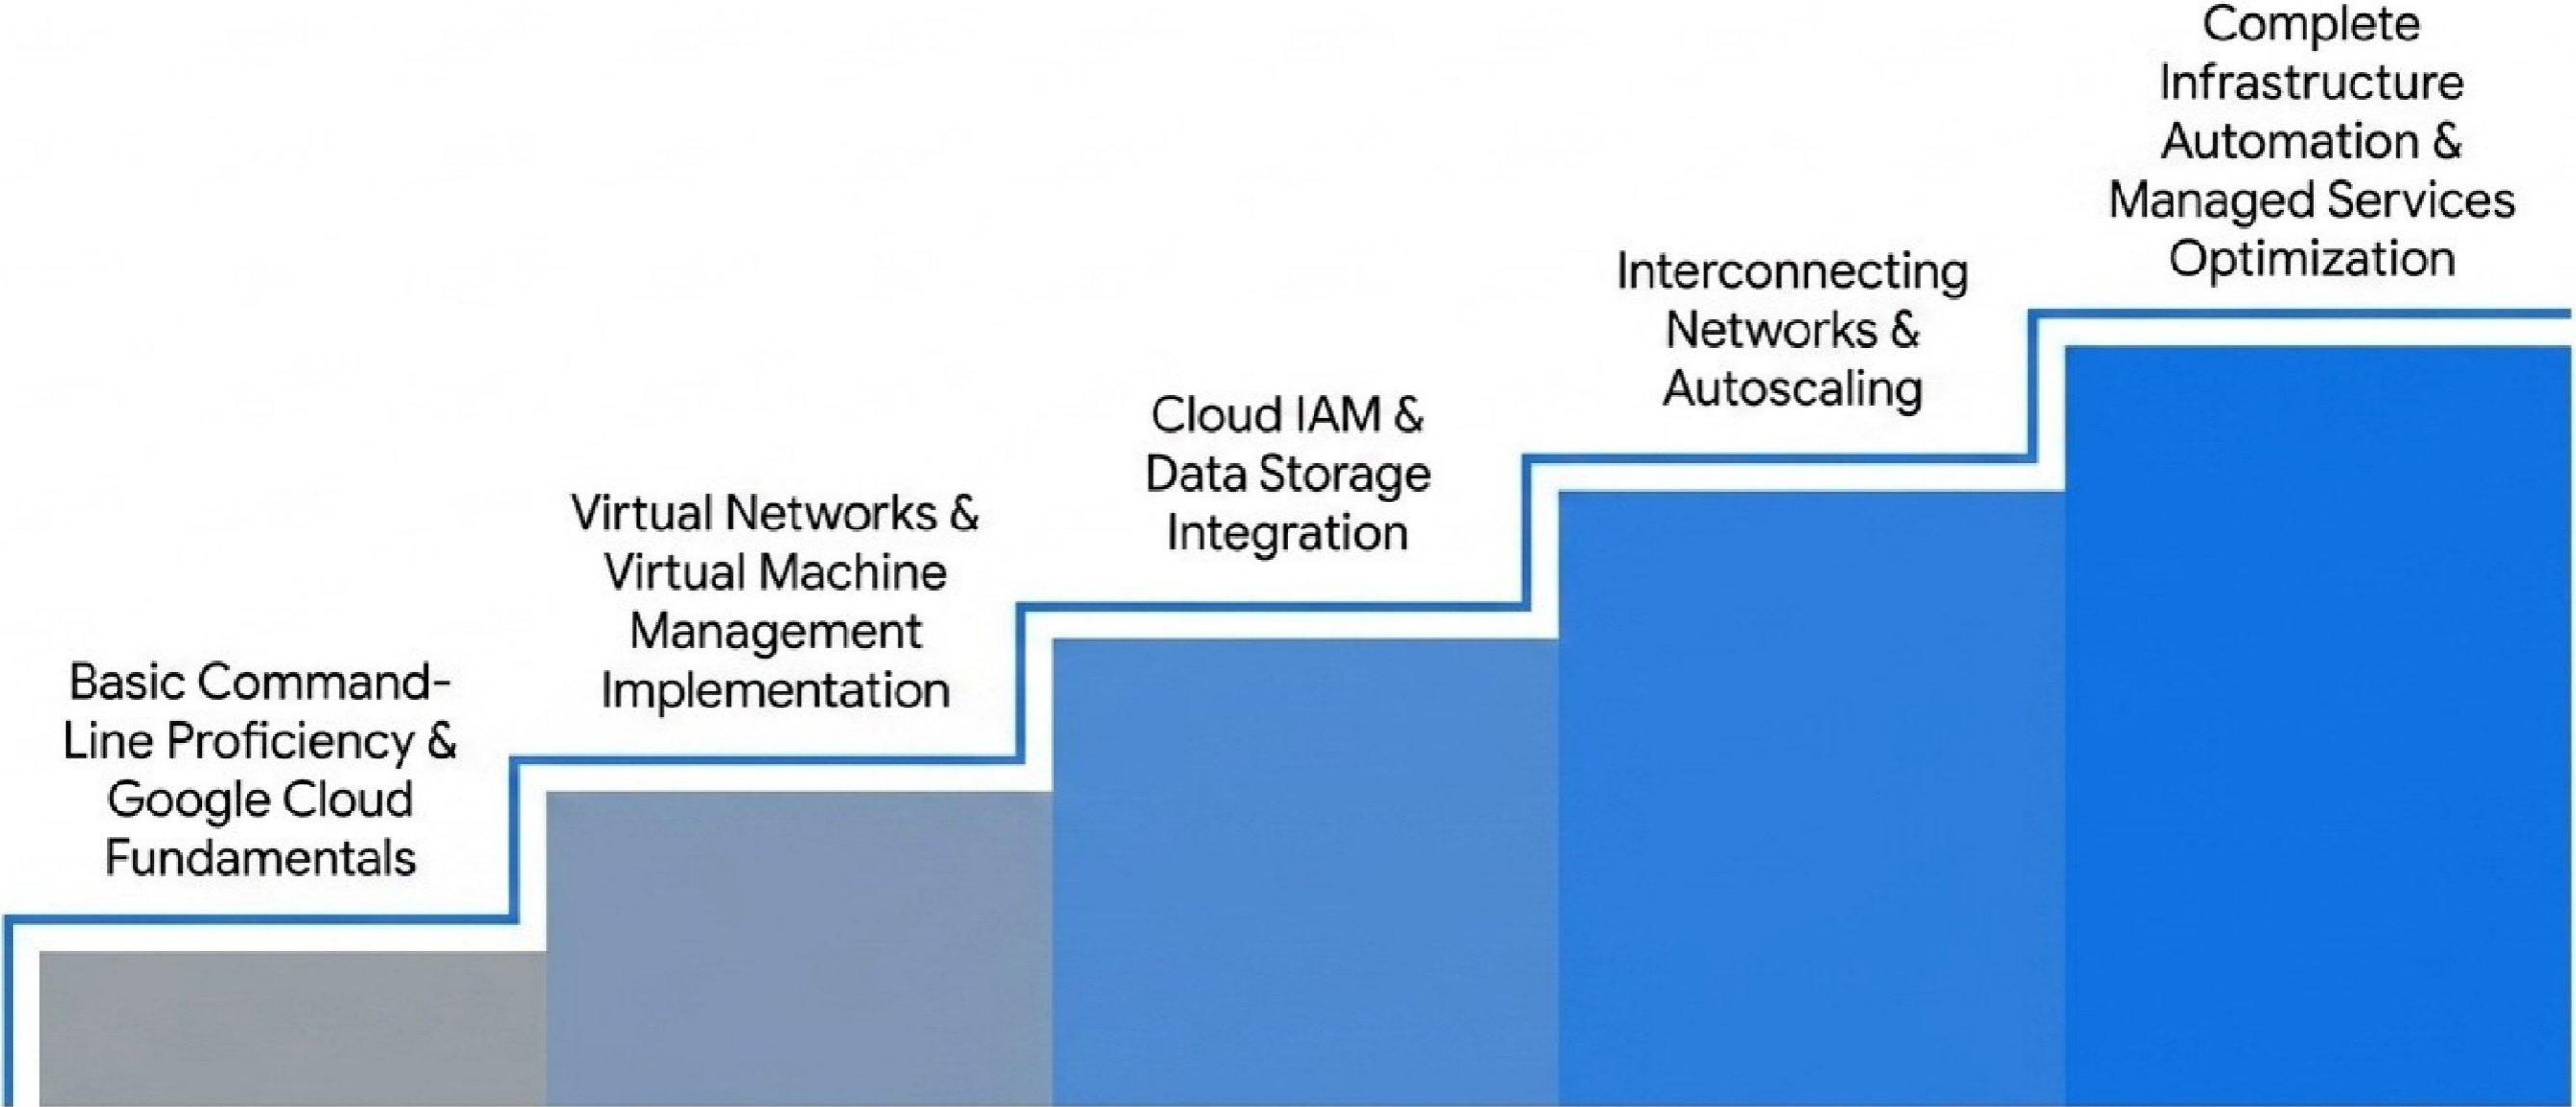 Basic Command-
Line Proficiency &
Google Cloud
Fundamentals
Virtual Networks &
Virtual Machine
Management
Implementation
Cloud IAM &
Data Storage
Integration
Interconnecting
Networks &
Autoscaling
Complete
Infrastructure
Automation &
Managed Services
Optimization